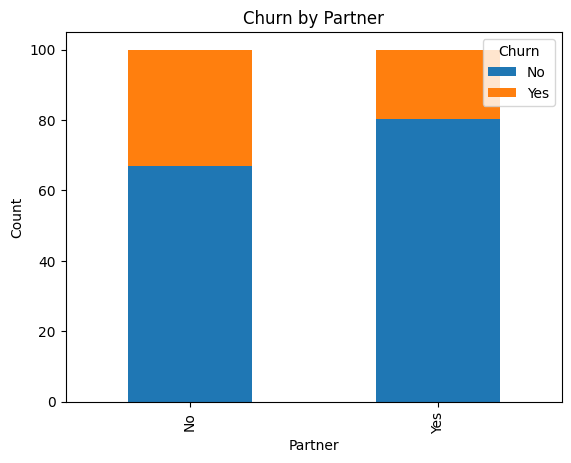 Churn by Partner
Churn
No
Yes
100
80
60
40
20
0
Count
No
Yes
Partner